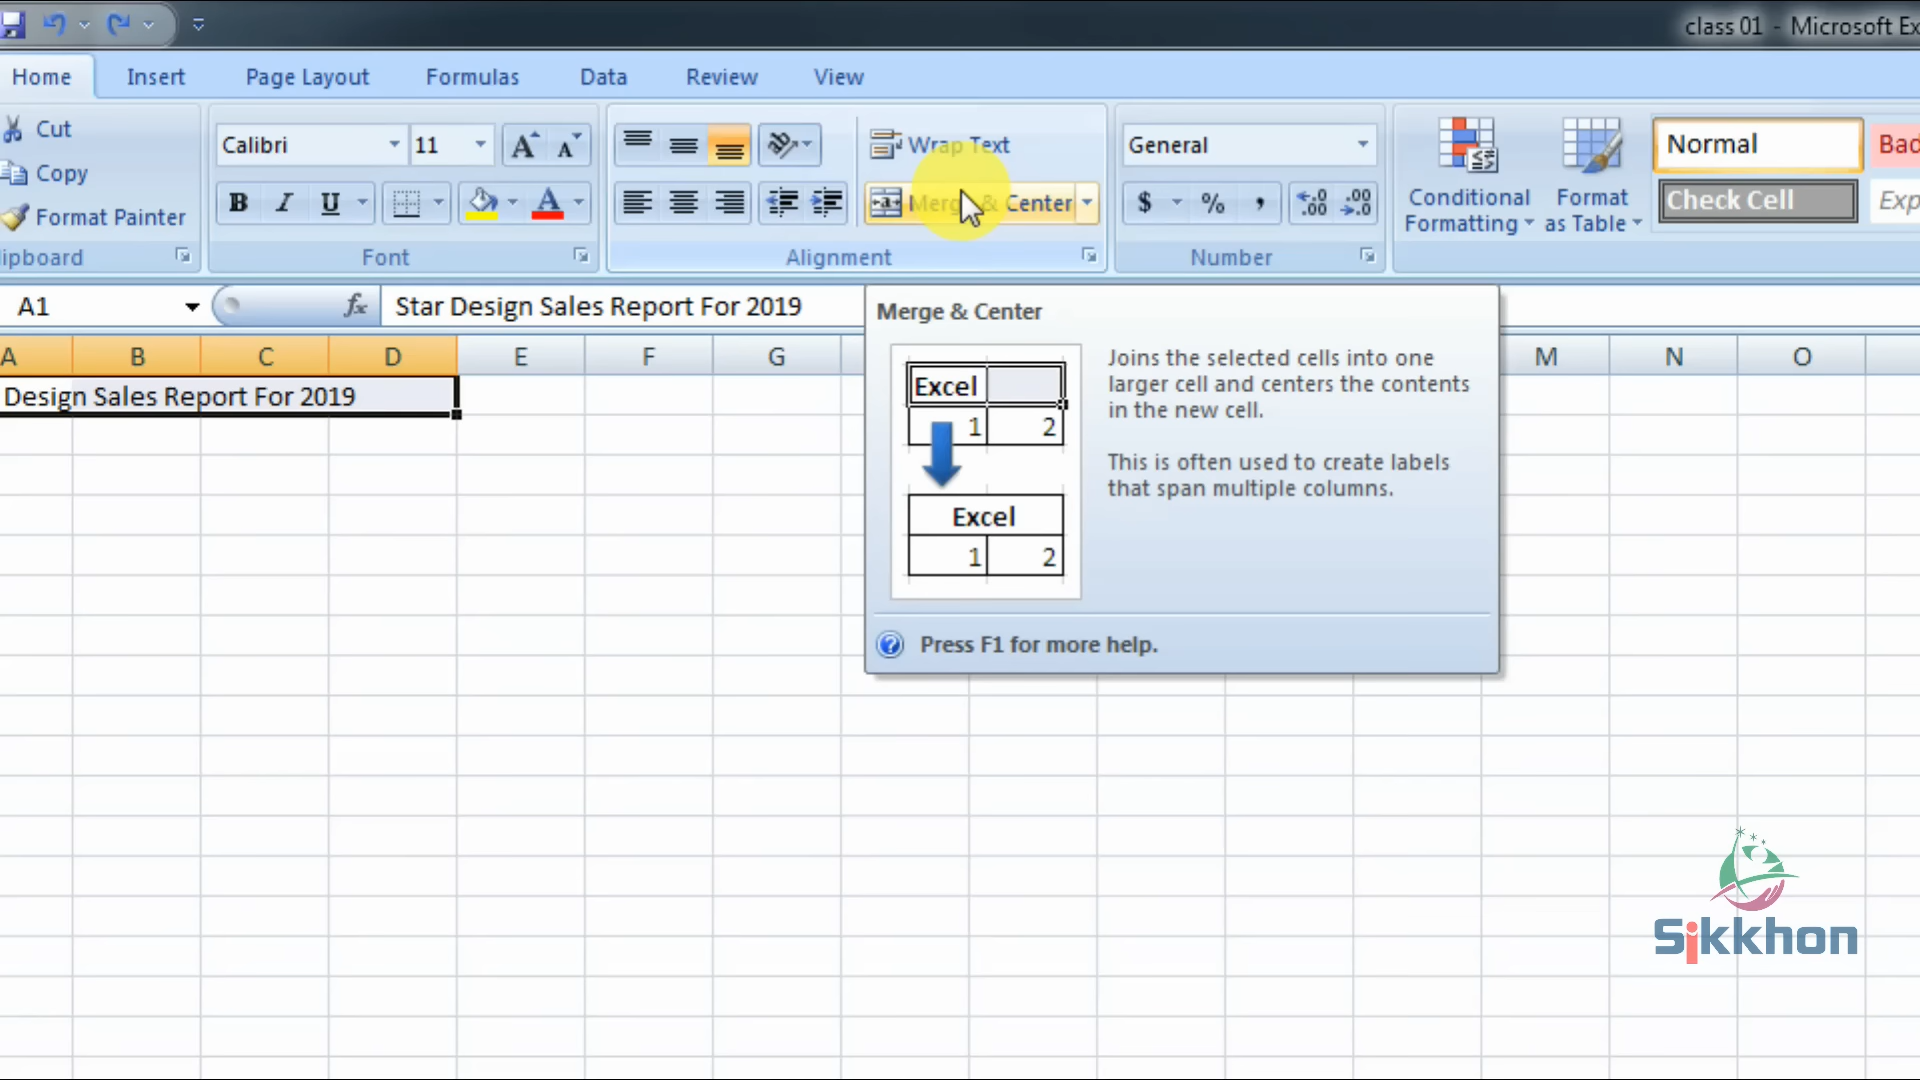 class 01 - Microsoft Ex
Home Insert Page Layout Formulas Data Review View
Cut
Copy
Format Painter
lipboard
Calibri 11
B I U A
Font
Wrap Text
Merge & Center
Alignment
General
$ % ,
Number
Conditional Formatting
Format as Table
Normal Bad
Check Cell Exp
A1 fx Star Design Sales Report For 2019
A B C D E F G M N O
Design Sales Report For 2019
Merge & Center
Excel
1 2
Excel
1 2
Joins the selected cells into one
larger cell and centers the contents
in the new cell.
This is often used to create labels
that span multiple columns.
Press F1 for more help.
Sikkhon